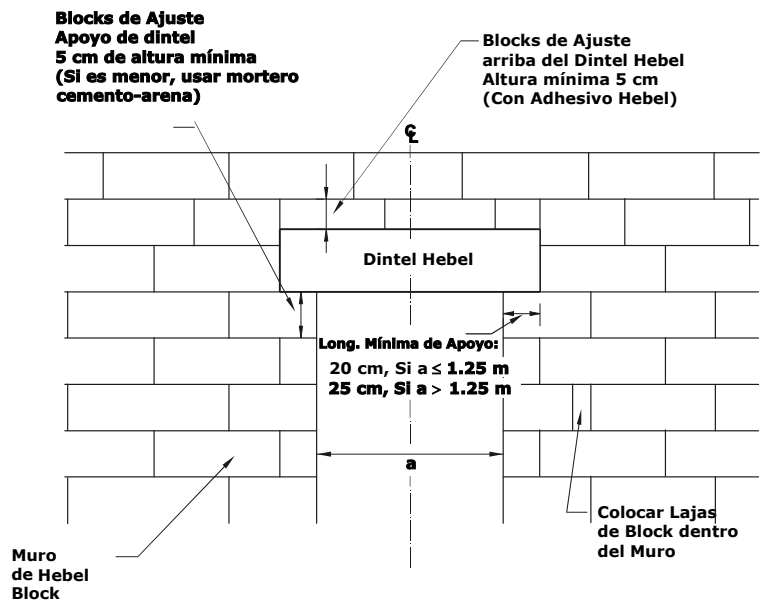 Blocks de Ajuste
Apoyo de dintel
5 cm de altura mínima
(Si es menor, usar mortero
cemento-arena)
Blocks de Ajuste
arriba del Dintel Hebel
Altura mínima 5 cm
(Con Adhesivo Hebel)
℄
Dintel Hebel
Long. Mínima de Apoyo:
20 cm, Si a ≤ 1.25 m
25 cm, Si a > 1.25 m
a
Colocar Lajas
de Block dentro
del Muro
Muro
de Hebel
Block